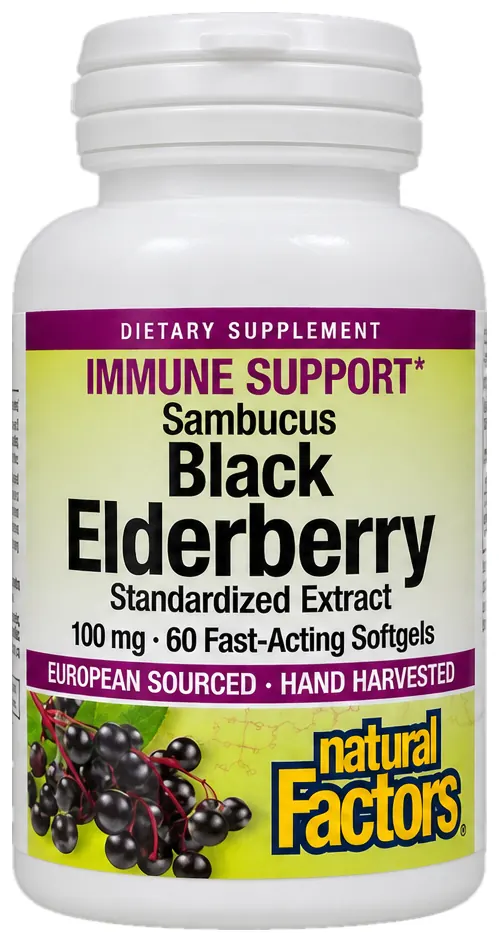 DIETARY SUPPLEMENT
IMMUNE SUPPORT*
Sambucus
Black
Elderberry
Standardized Extract
100 mg · 60 Fast-Acting Softgels
EUROPEAN SOURCED · HAND HARVESTED
natural
Factors®